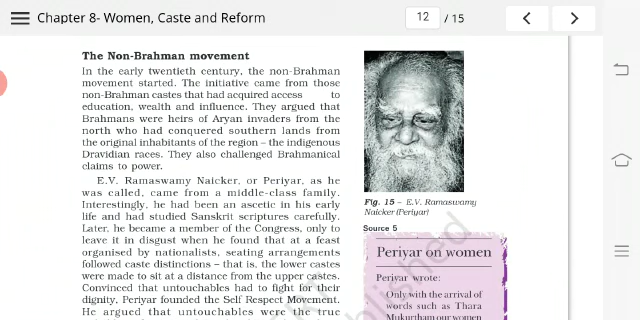 Chapter 8- Women, Caste and Reform
12 / 15
The Non-Brahman movement
In the early twentieth century, the non-Brahman
movement started. The initiative came from those
non-Brahman castes that had acquired access to
education, wealth and influence. They argued that
Brahmans were heirs of Aryan invaders from the
north who had conquered southern lands from
the original inhabitants of the region – the indigenous
Dravidian races. They also challenged Brahmanical
claims to power.
E.V. Ramaswamy Naicker, or Periyar, as he
was called, came from a middle-class family.
Interestingly, he had been an ascetic in his early
life and had studied Sanskrit scriptures carefully.
Later, he became a member of the Congress, only to
leave it in disgust when he found that at a feast
organised by nationalists, seating arrangements
followed caste distinctions – that is, the lower castes
were made to sit at a distance from the upper castes.
Convinced that untouchables had to fight for their
dignity, Periyar founded the Self Respect Movement.
He argued that untouchables were the true
Fig. 15 – E.V. Ramaswamy
Naicker (Periyar)
Source 5
Periyar on women
Periyar wrote:
Only with the arrival of
words such as Thara
Mukurtham our women